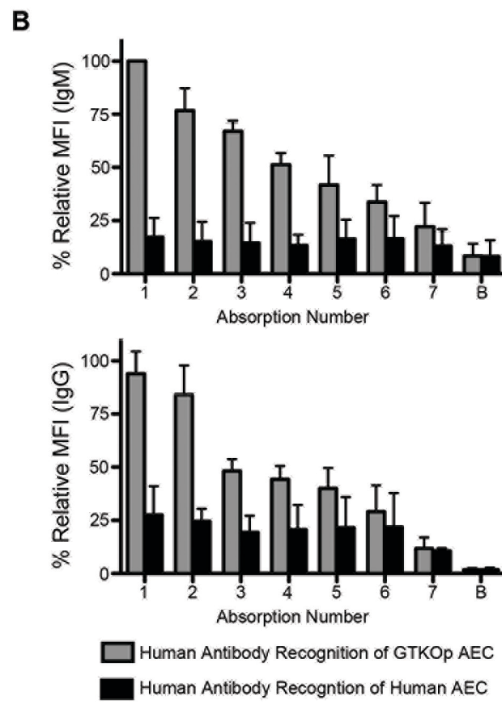 B
% Relative MFI (IgM)
100
75
50
25
0
1 2 3 4 5 6 7 B
Absorption Number
% Relative MFI (IgG)
100
75
50
25
0
1 2 3 4 5 6 7 B
Absorption Number
Human Antibody Recognition of GTKOp AEC
Human Antibody Recogntion of Human AEC